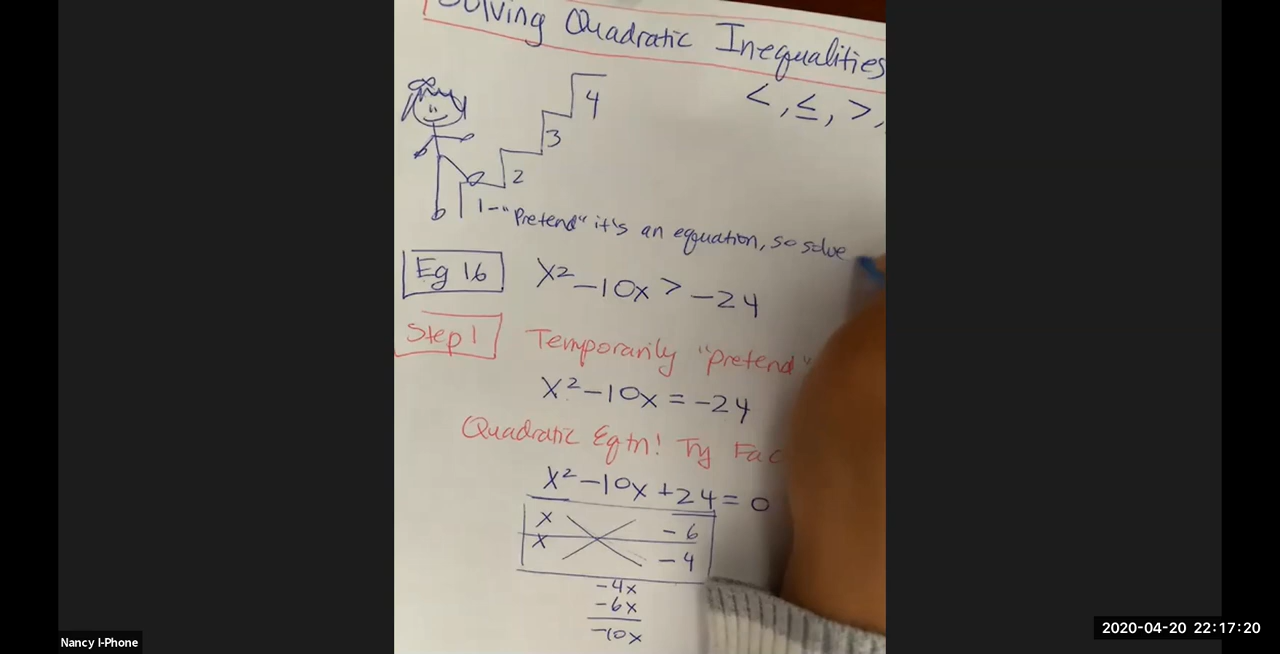 Solving Quadratic Inequalities
<, ≤, >,
4
3
2
1-"Pretend" it's an equation, so solve
Eg 16 x² - 10x > -24
Step 1 Temporarily "pretend"
x² - 10x = -24
Quadratic Eqtn! Try Fac
x² - 10x + 24 = 0
x -6
x -4
-4x
-6x
-10x
Nancy I-Phone
2020-04-20 22:17:20